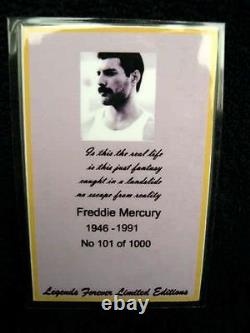 Is this the real life
is this just fantasy
caught in a landslide
no escape from reality
Freddie Mercury
1946 - 1991
No 101 of 1000
Legends Forever Limited Editions